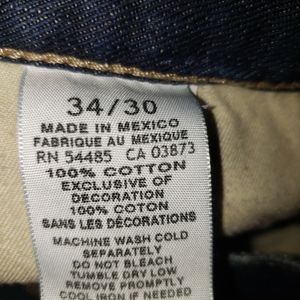 34/30
MADE IN MEXICO
FABRIQUE AU MEXIQUE
RN 54485 CA 03873
100% COTTON
EXCLUSIVE OF
DECORATION
100% COTON
SANS LES DÉCORATIONS
MACHINE WASH COLD
SEPARATELY
DO NOT BLEACH
TUMBLE DRY LOW
REMOVE PROMPTLY
COOL IRON IF NEEDED